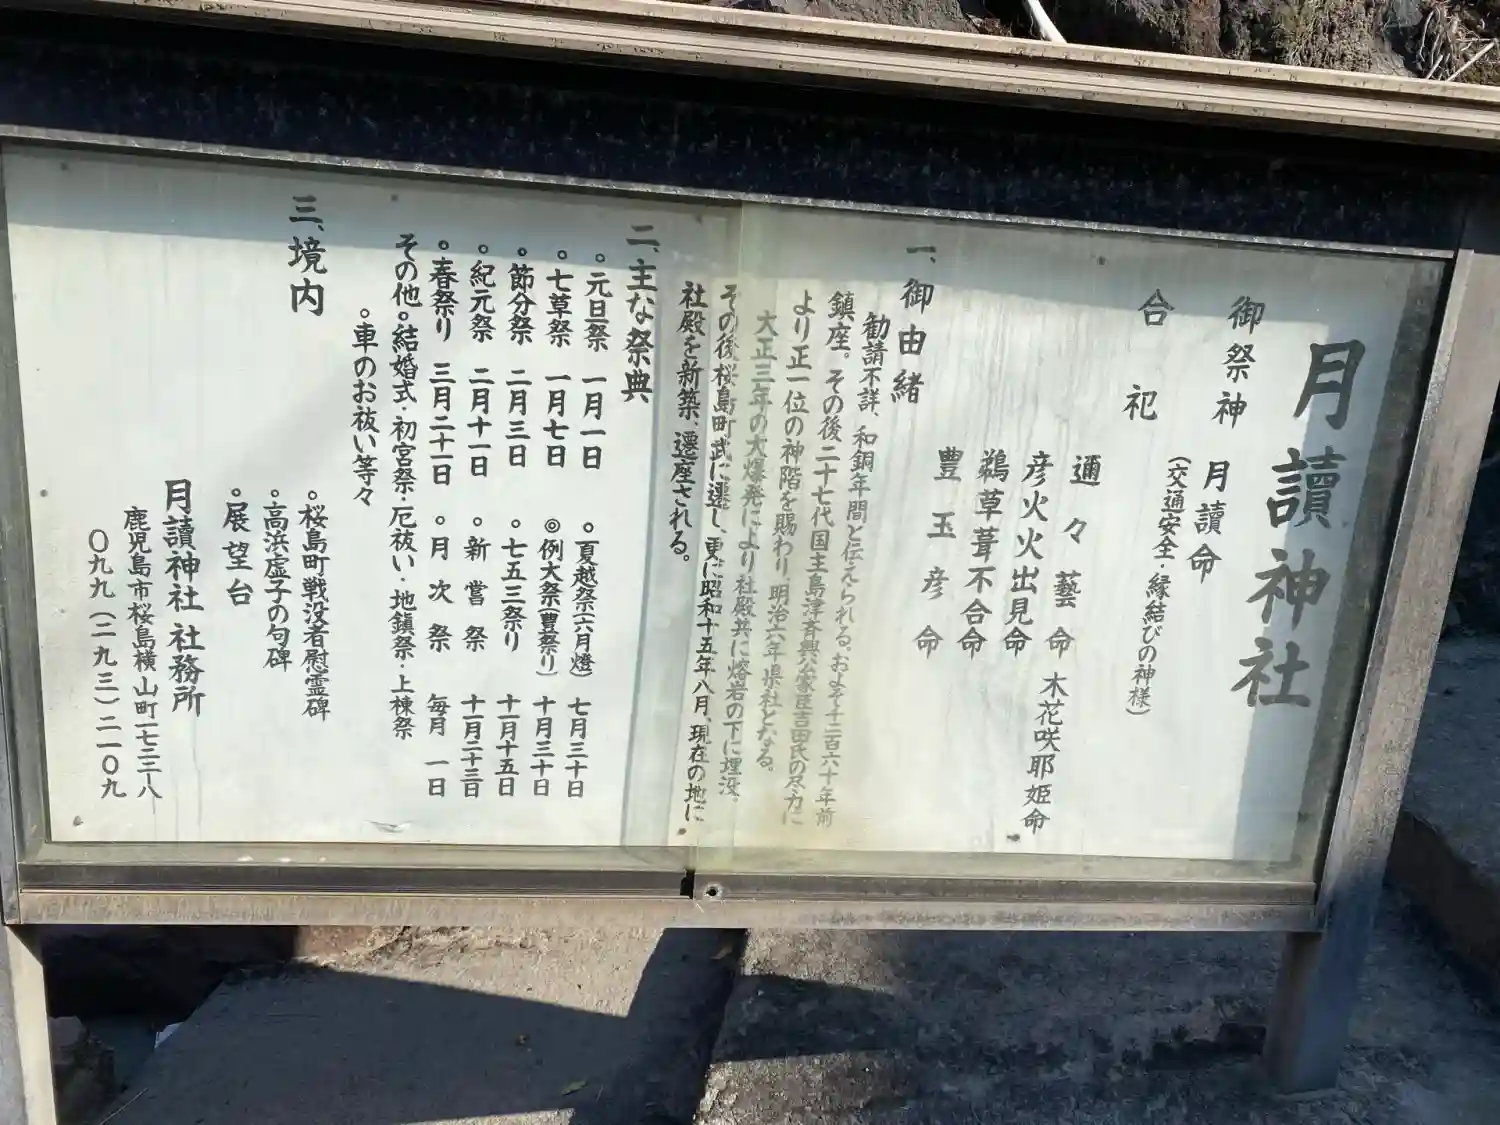 月讀神社
御祭神 月讀命
(交通安全・縁結びの神様)
合祀
邇々藝命 木花咲耶姫命
彦火火出見命
鵜草葺不合命
豊玉彦命
一、御由緒
勧請不詳、和銅年間と伝えられる。およそ千二百六十年前
鎮座。その後二十七代国主島津斉興公家臣吉田氏の尽力に
より正一位の神階を賜わり、明治六年県社となる。
大正三年の大爆発により社殿共に熔岩の下に埋没、
その後桜島町武に遷し、更に昭和十五年八月、現在の地に
社殿を新築、遷座される。
二、主な祭典
○元旦祭 一月一日 ○夏越祭(六月燈) 七月三十日
○七草祭 一月七日 ◎例大祭(豊祭り) 十月三十日
○節分祭 二月三日 ○七五三祭り 十一月十五日
○紀元祭 二月十一日 ○新嘗祭 十一月二十三日
○春祭り 三月二十一日 ○月次祭 毎月 一日
その他○結婚式・初宮祭・厄祓い・地鎮祭・上棟祭
○車のお祓い等々
三、境内
○桜島町戦没者慰霊碑
○高浜虚子の句碑
○展望台
月讀神社 社務所
鹿児島市桜島横山町一七二二-八
〇九九(二九三)二一〇九